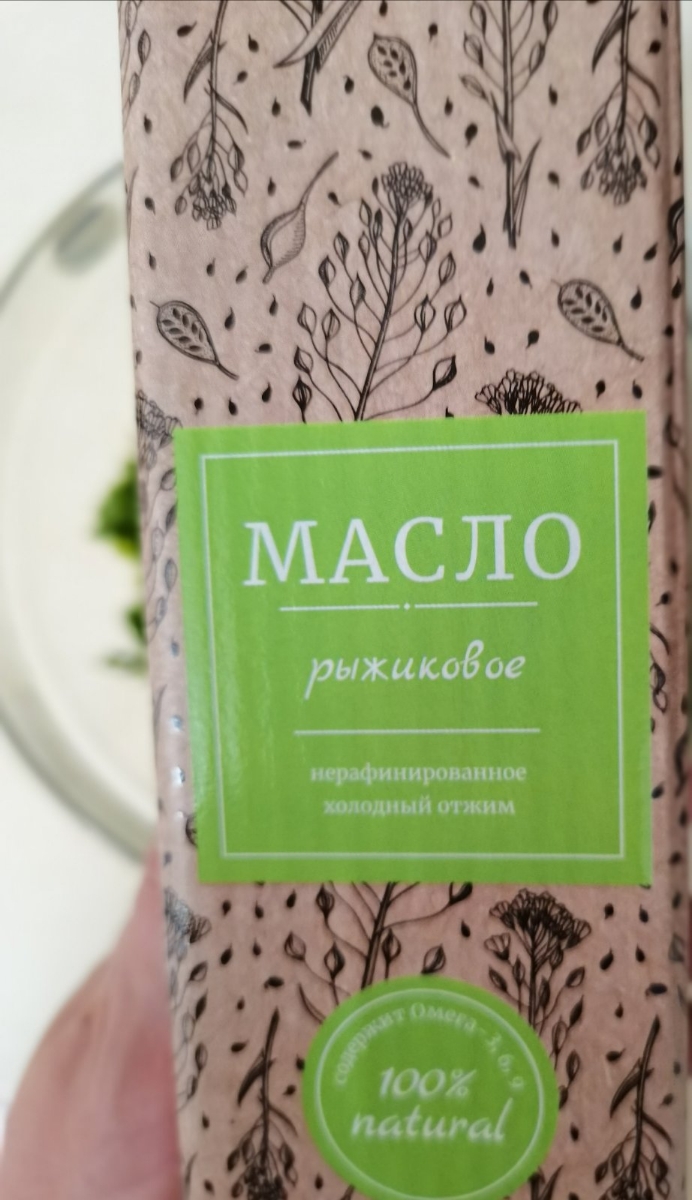 МАСЛО
рыжиковое
нерафинированное
холодный отжим
содержит Омега-3, 6, 9
100%
natural